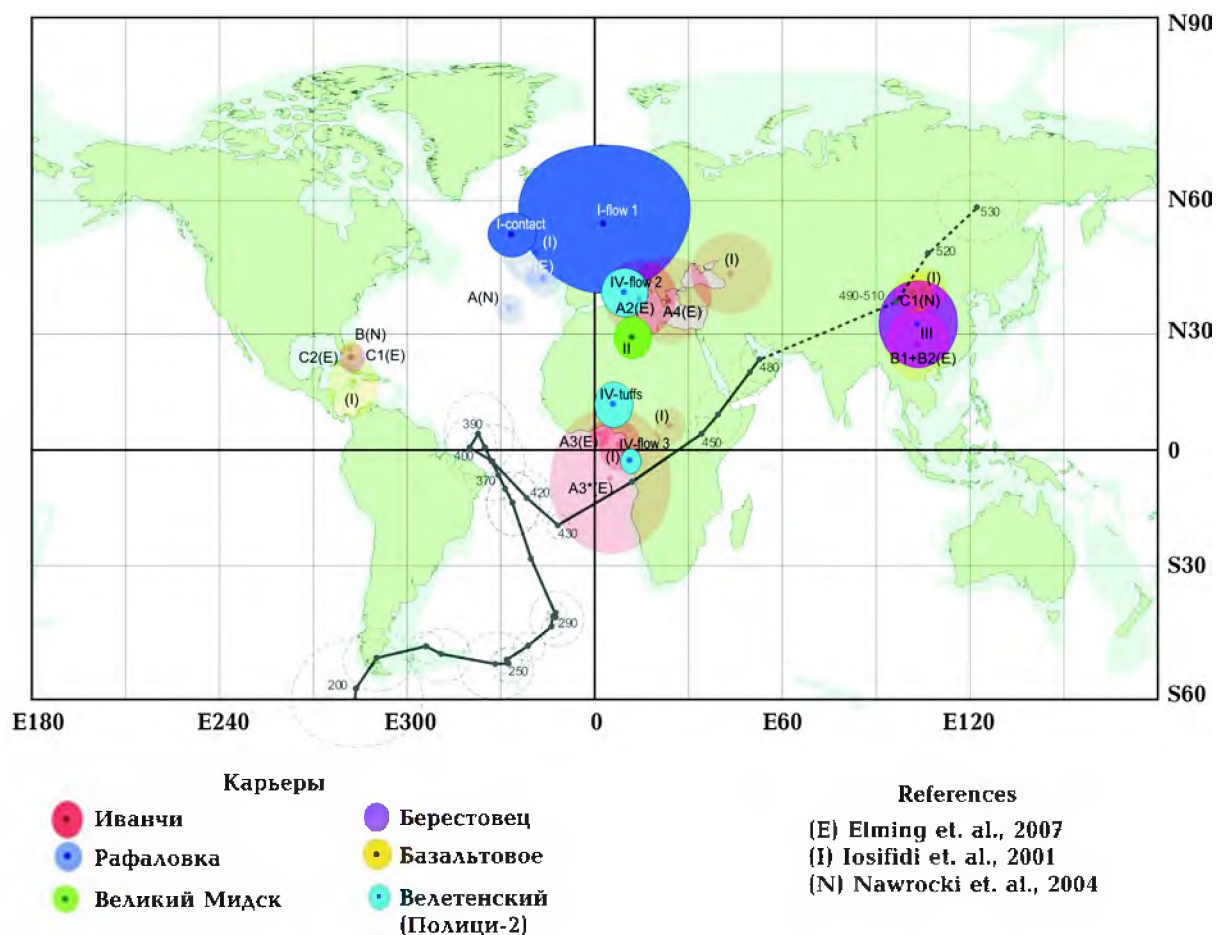 N90
I-flow 1
N60
530
I-contact
(I)
520
(I)
(I)
(E)
IV-flow 2
490-510
C1(N)
A(N)
A2(E)
A4(E)
B(N)
N30
III
II
C2(E)
C1(E)
B1+B2(E)
480
IV-tuffs
(I)
(I)
390
450
A3(E)
IV-flow 3
0
400
(I)
370
A3*(E)
420
430
S30
290
250
200
S60
E180
E240
E300
0
E60
E120
Карьеры
Иванчи
Рафаловка
Великий Мидск
Берестовец
Базальтовое
Велетенский
(Полици-2)
References
(E) Elming et. al., 2007
(I) Iosifidi et. al., 2001
(N) Nawrocki et. al., 2004